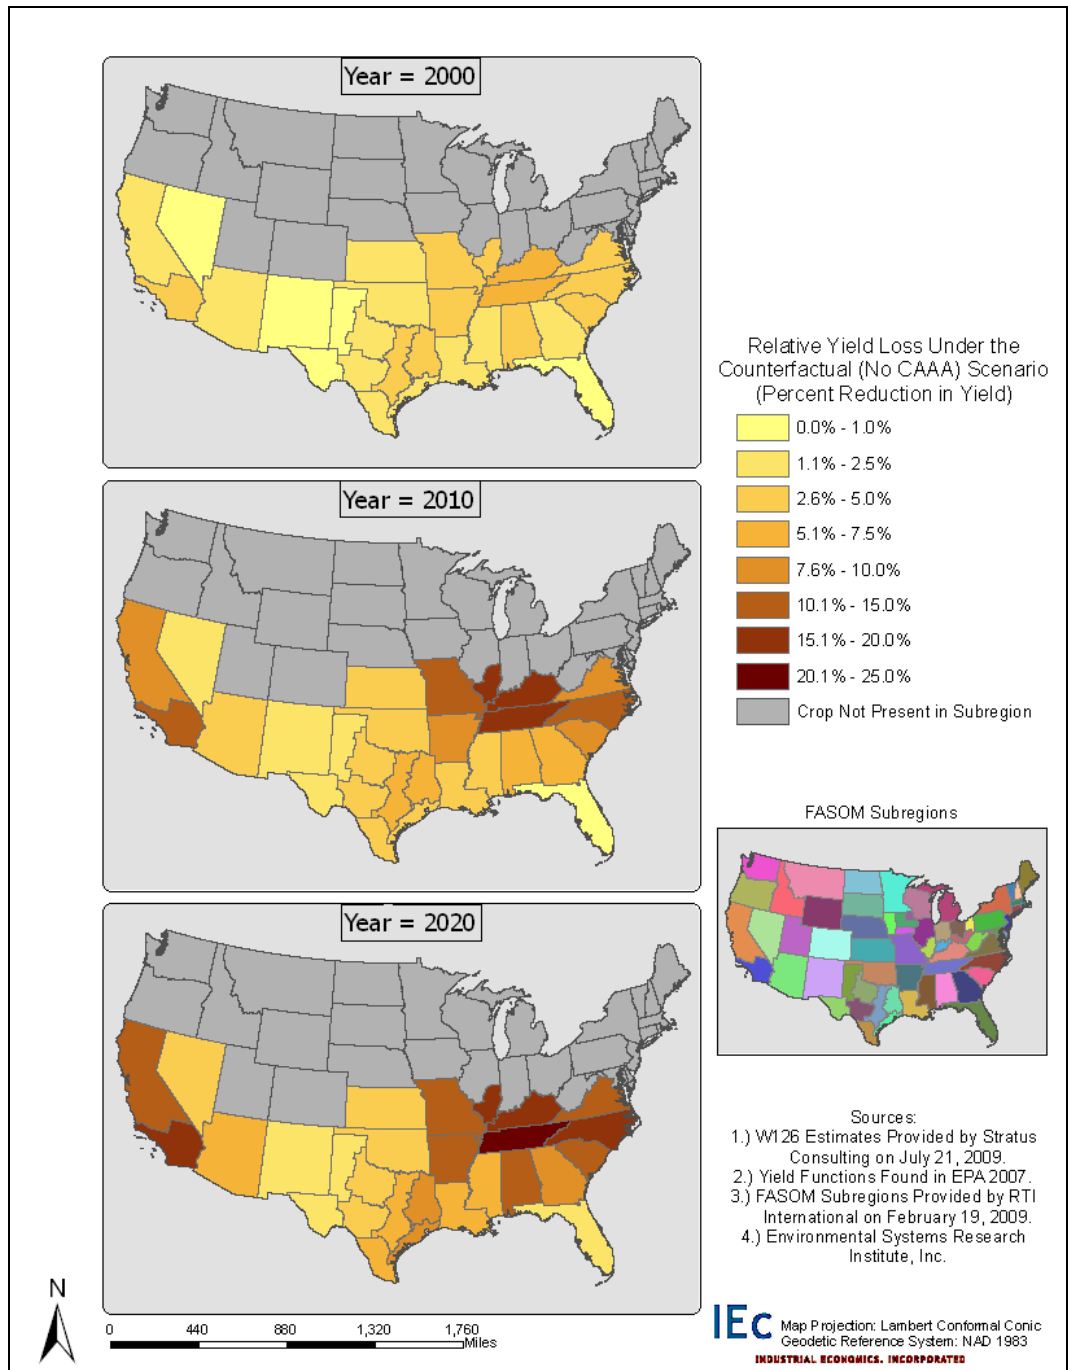 Year = 2000
Year = 2010
Year = 2020
Relative Yield Loss Under the
Counterfactual (No CAAA) Scenario
(Percent Reduction in Yield)
0.0% - 1.0%
1.1% - 2.5%
2.6% - 5.0%
5.1% - 7.5%
7.6% - 10.0%
10.1% - 15.0%
15.1% - 20.0%
20.1% - 25.0%
Crop Not Present in Subregion
FASOM Subregions
Sources:
1.) W126 Estimates Provided by Stratus
Consulting on July 21, 2009.
2.) Yield Functions Found in EPA 2007.
3.) FASOM Subregions Provided by RTI
International on February 19, 2009.
4.) Environmental Systems Research
Institute, Inc.
N
0 440 880 1,320 1,760
Miles
IEc
Map Projection: Lambert Conformal Conic
Geodetic Reference System: NAD 1983
INDUSTRIAL ECONOMICS, INCORPORATED